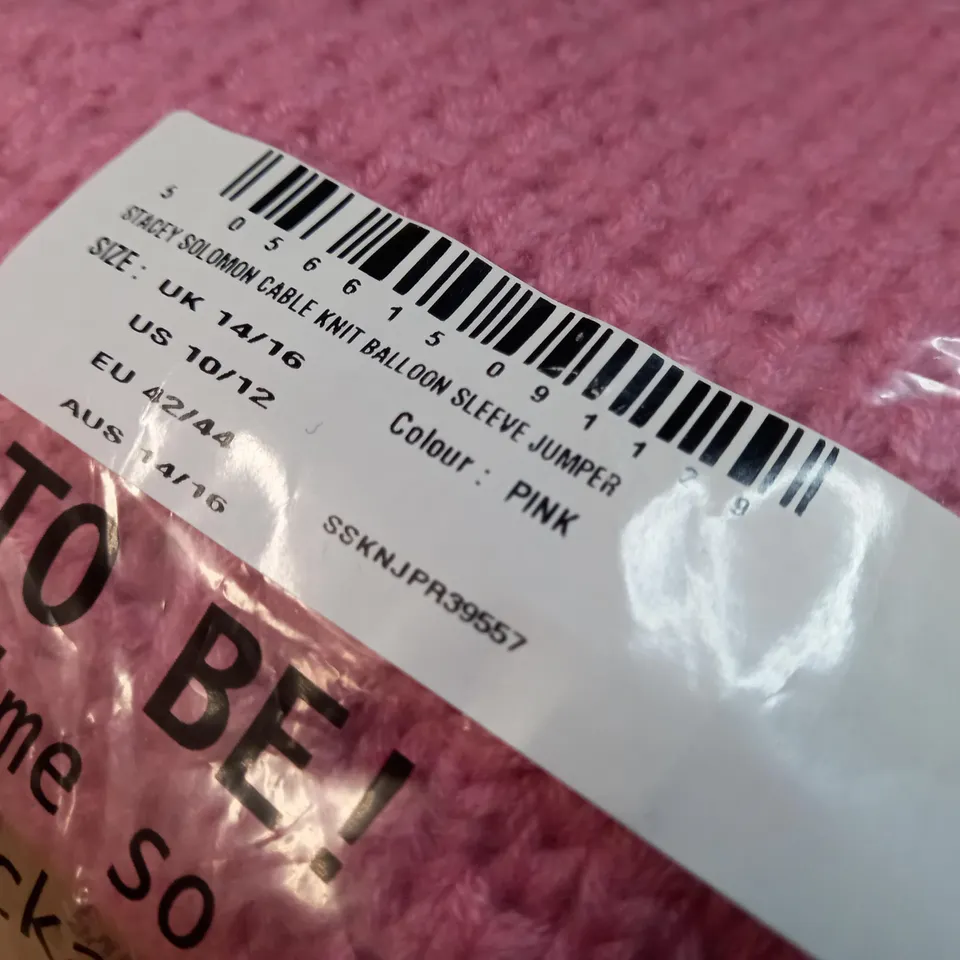 5 056615 091129
STACEY SOLOMON CABLE KNIT BALLOON SLEEVE JUMPER
SIZE: UK 14/16
US 10/12
EU 42/44
AUS 14/16
Colour: PINK
SSKNJPR39557
TO BE!
me so
ck-